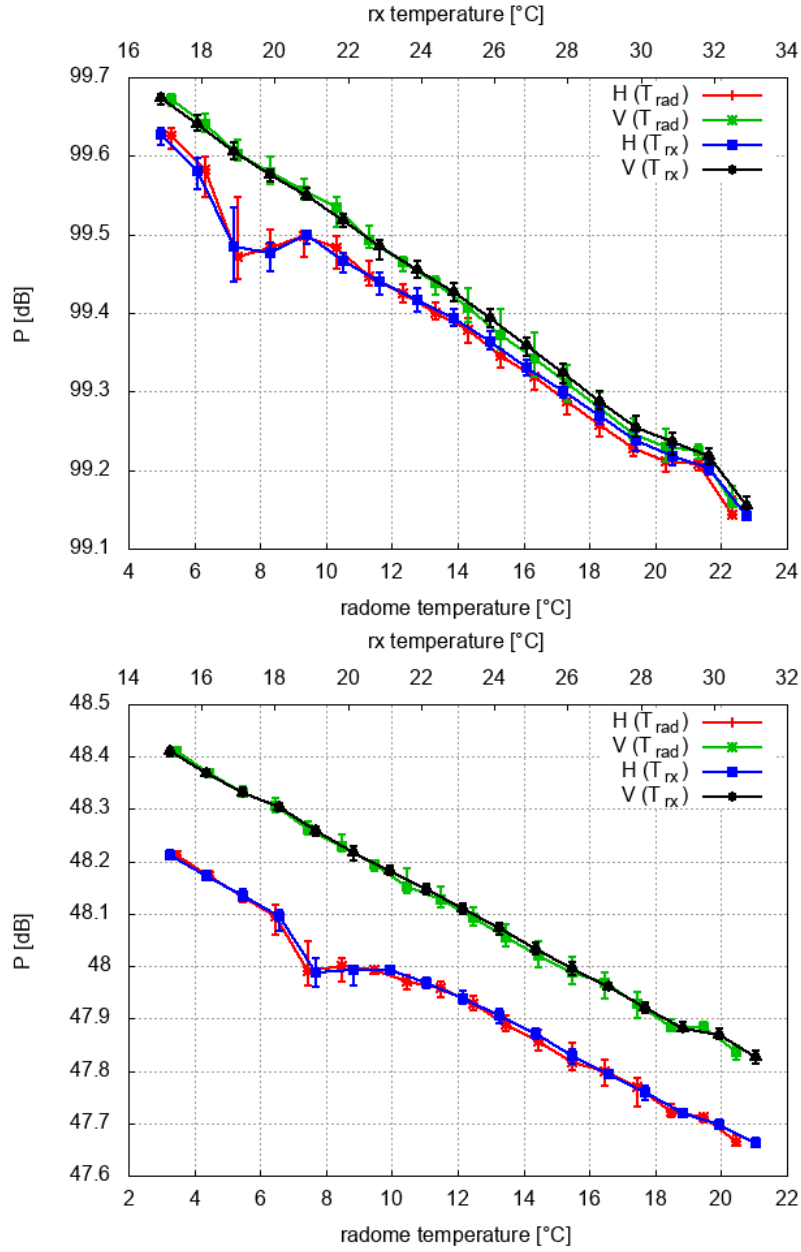 rx temperature [°C]
16 18 20 22 24 26 28 30 32 34
99.7
99.6
99.5
99.4
99.3
99.2
99.1
P [dB]
H (Trad)
V (Trad)
H (Trx)
V (Trx)
4 6 8 10 12 14 16 18 20 22 24
radome temperature [°C]
rx temperature [°C]
14 16 18 20 22 24 26 28 30 32
48.5
48.4
48.3
48.2
48.1
48
47.9
47.8
47.7
47.6
P [dB]
H (Trad)
V (Trad)
H (Trx)
V (Trx)
2 4 6 8 10 12 14 16 18 20 22
radome temperature [°C]